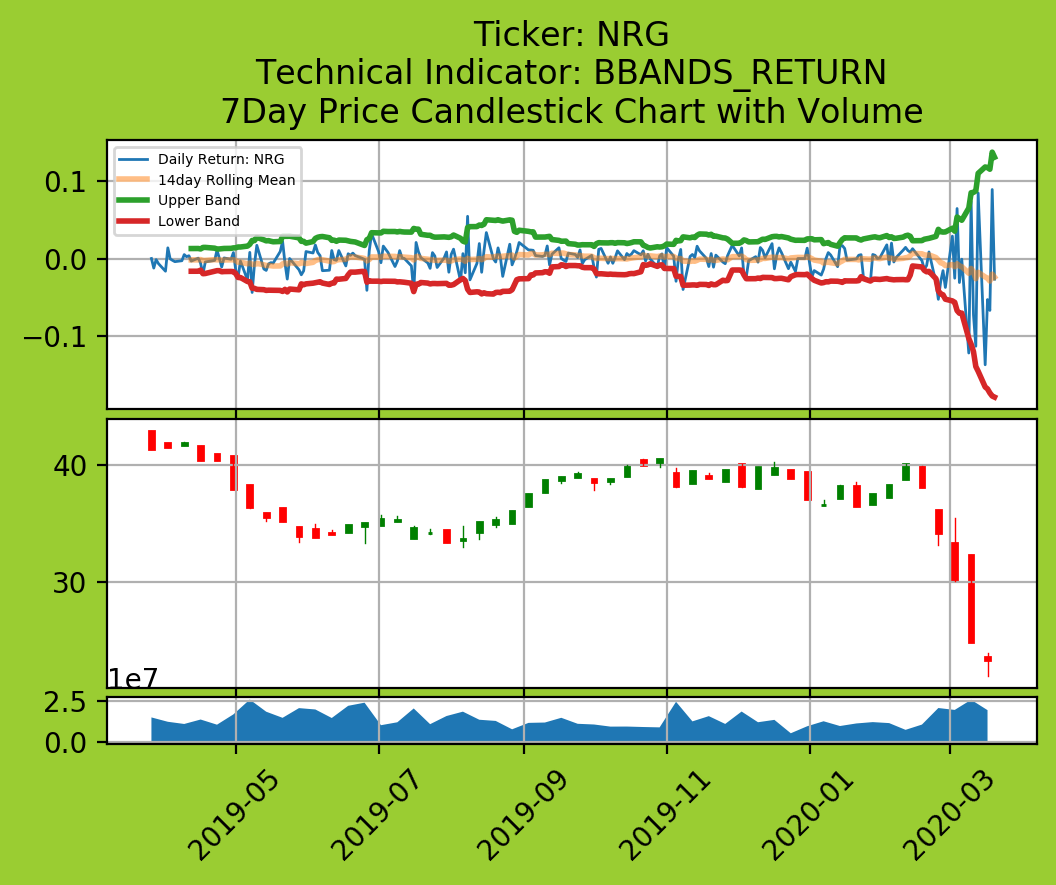 Ticker: NRG
Technical Indicator: BBANDS_RETURN
7Day Price Candlestick Chart with Volume
Daily Return: NRG
14day Rolling Mean
Upper Band
Lower Band
0.1
0.0
−0.1
40
30
1e7
2.5
0.0
2019-05
2019-07
2019-09
2019-11
2020-01
2020-03